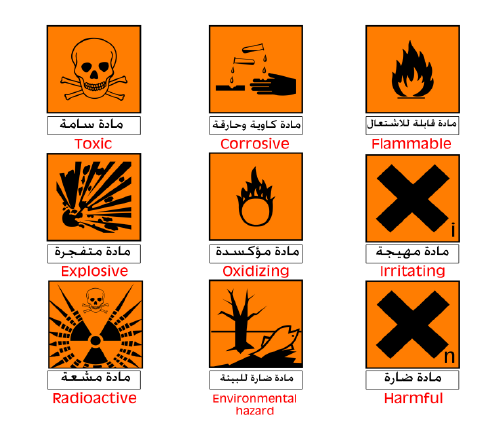 مادة سامة
Toxic
مادة كاوية وحارقة
Corrosive
مادة قابلة للاشتعال
Flammable
مادة متفجرة
Explosive
مادة مؤكسدة
Oxidizing
i
مادة مهيجة
Irritating
مادة مشعة
Radioactive
مادة ضارة للبيئة
Environmental
hazard
n
مادة ضارة
Harmful